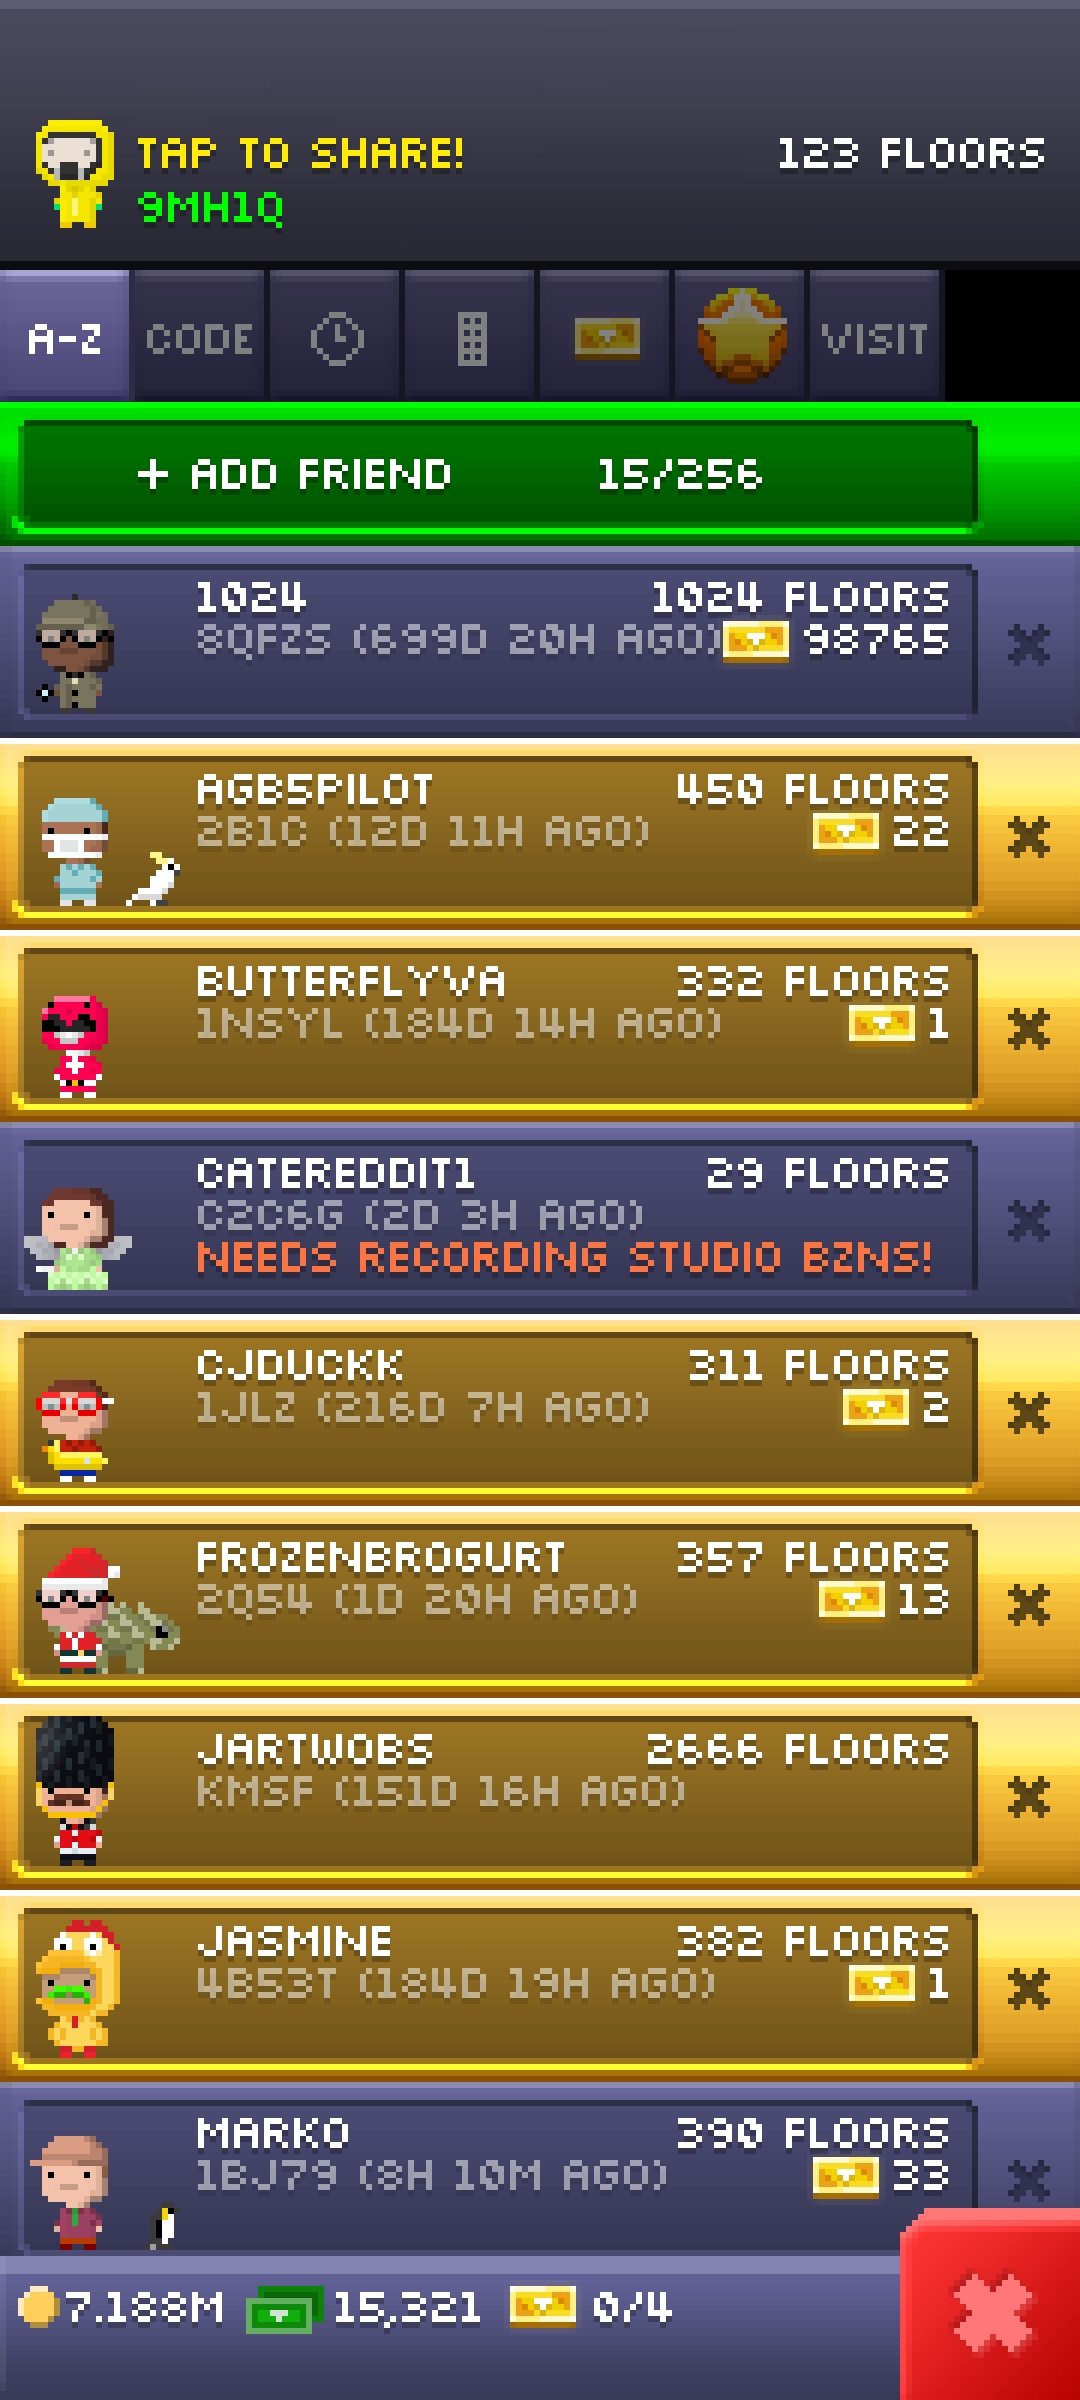 TAP TO SHARE!
123 FLOORS
9MH1Q
A-Z CODE VISIT
+ ADD FRIEND 15/256
1024 1024 FLOORS
8QFZS (699D 20H AGO) 98765
AGB5PILOT 450 FLOORS
2B1C (12D 11H AGO) 22
BUTTERFLYVA 332 FLOORS
1NSYL (184D 14H AGO) 1
CATEREDDIT1 29 FLOORS
C2C6G (2D 3H AGO)
NEEDS RECORDING STUDIO BZNS!
CJDUCKK 311 FLOORS
1JLZ (216D 7H AGO) 2
FROZENBROGURT 357 FLOORS
2Q54 (1D 20H AGO) 13
JARTWOBS 2666 FLOORS
KMSF (151D 16H AGO)
JASMINE 382 FLOORS
4B53T (184D 19H AGO) 1
MARKO 390 FLOORS
1BJ79 (8H 10M AGO) 33
7.188M 15,321 0/4